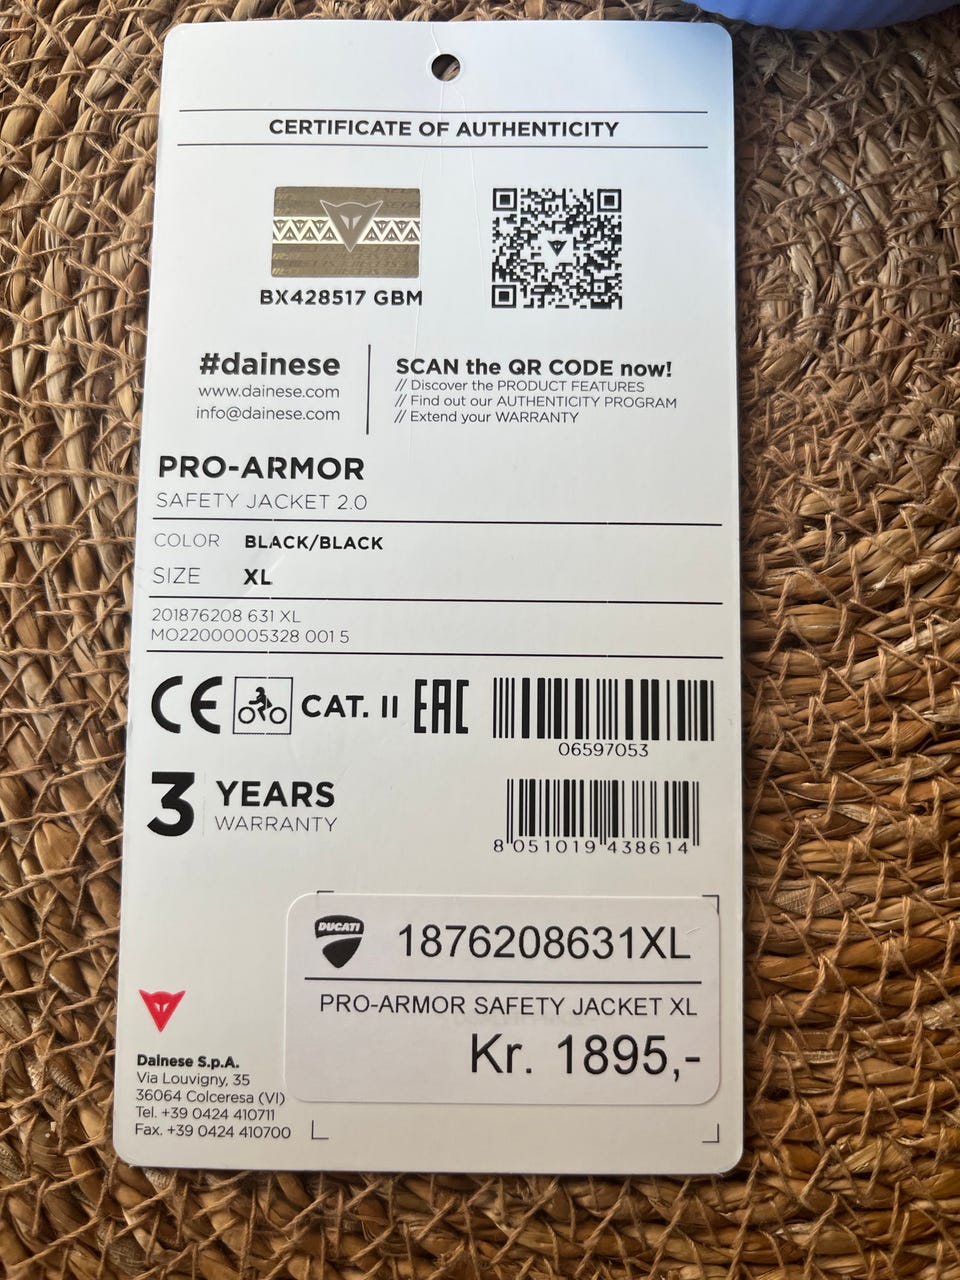 CERTIFICATE OF AUTHENTICITY
BX428517 GBM
#dainese
www.dainese.com
info@dainese.com
SCAN the QR CODE now!
// Discover the PRODUCT FEATURES
// Find out our AUTHENTICITY PROGRAM
// Extend your WARRANTY
PRO-ARMOR
SAFETY JACKET 2.0
COLOR BLACK/BLACK
SIZE XL
201876208 631 XL
MO22000005328 001 5
CE CAT. II EAC
06597053
3 YEARS
WARRANTY
8 051019 438614
DUCATI 1876208631XL
PRO-ARMOR SAFETY JACKET XL
Kr. 1895,-
Dainese S.p.A.
Via Louvigny, 35
36064 Colceresa (VI)
Tel. +39 0424 410711
Fax. +39 0424 410700